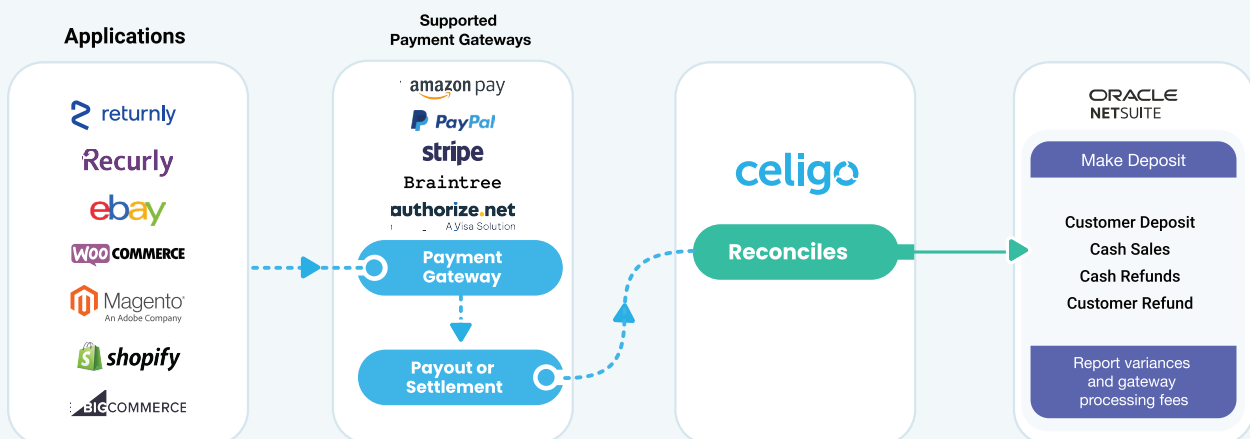 Applications
returnly
Recurly
ebay
WOO COMMERCE
Magento®
An Adobe Company
shopify
BIGCOMMERCE
Supported
Payment Gateways
amazon pay
PayPal
stripe
Braintree
authorize.net
A Visa Solution
Payment
Gateway
Payout or
Settlement
celigo
Reconciles
ORACLE
NETSUITE
Make Deposit
Customer Deposit
Cash Sales
Cash Refunds
Customer Refund
Report variances
and gateway
processing fees